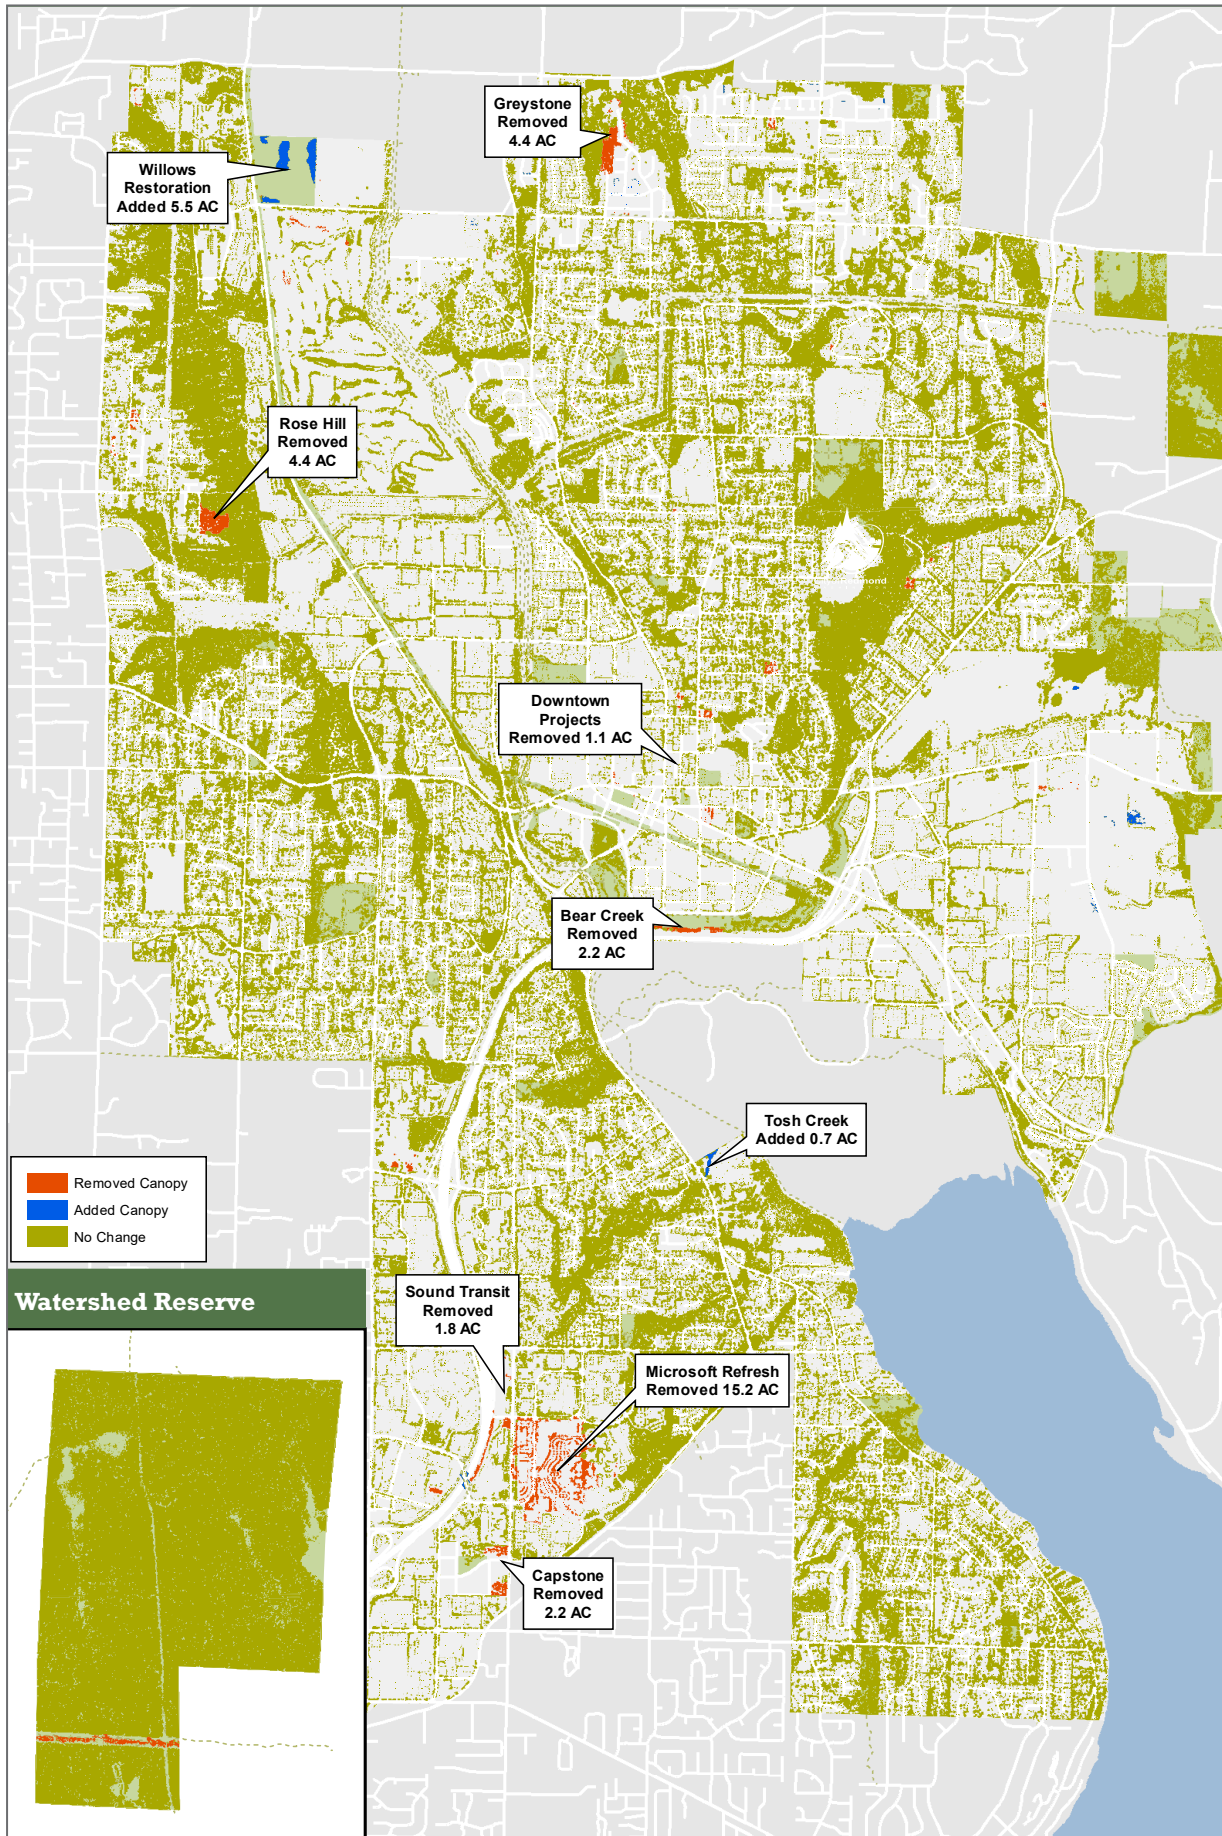 Greystone
Removed
4.4 AC
Willows
Restoration
Added 5.5 AC
Rose Hill
Removed
4.4 AC
Downtown
Projects
Removed 1.1 AC
Bear Creek
Removed
2.2 AC
Tosh Creek
Added 0.7 AC
Removed Canopy
Added Canopy
No Change
Watershed Reserve
Sound Transit
Removed
1.8 AC
Microsoft Refresh
Removed 15.2 AC
Capstone
Removed
2.2 AC